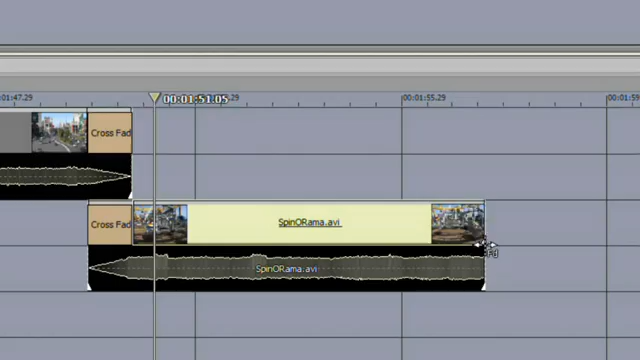 :01:47.29
00:01:51.05
:29
00:01:55.29
00:01:59
Cross Fad
Cross Fad
SpinORama.avi
SpinORama.avi